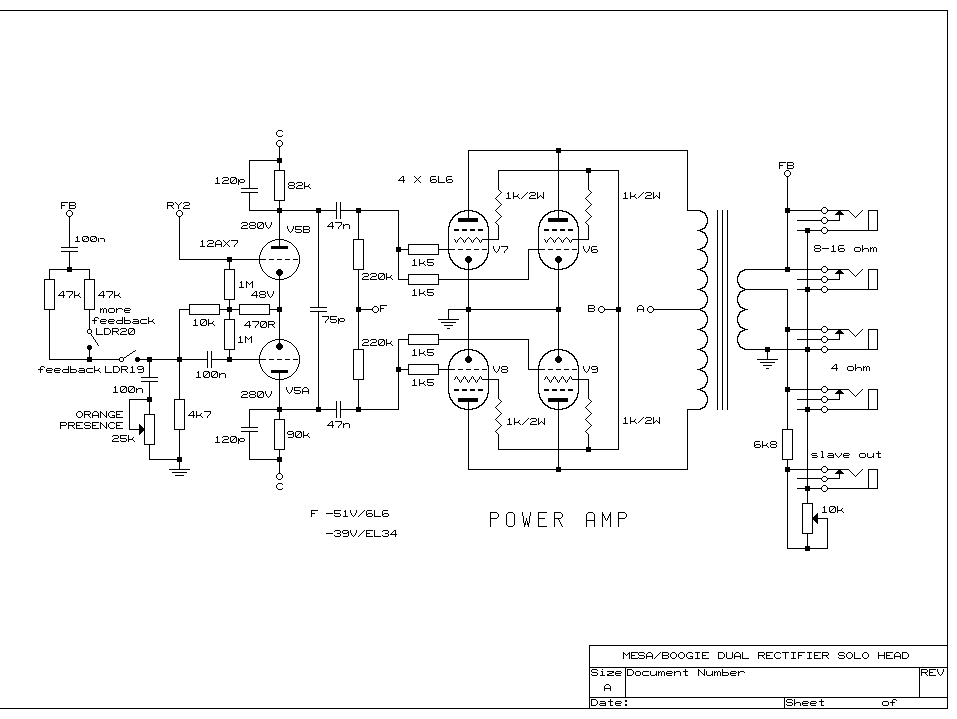 C
120p
82k
4 X 6L6
1k/2W
1k/2W
FB
FB
RY2
280V
V5B
47n
100n
12AX7
V7
V6
8-16 ohm
1k5
220k
1M
48V
1k5
47k
47k
more
feedback
LDR20
10k
470R
75p
F
B
A
1M
220k
1k5
feedback
LDR19
100n
1k5
V8
V9
4 ohm
100n
280V
V5A
ORANGE
PRESENCE
25k
4k7
120p
90k
47n
1k/2W
1k/2W
6k8
slave out
C
10k
F -51V/6L6
-39V/EL34
POWER AMP
MESA/BOOGIE DUAL RECTIFIER SOLO HEAD
Size
Document Number
REV
A
Date:
Sheet of